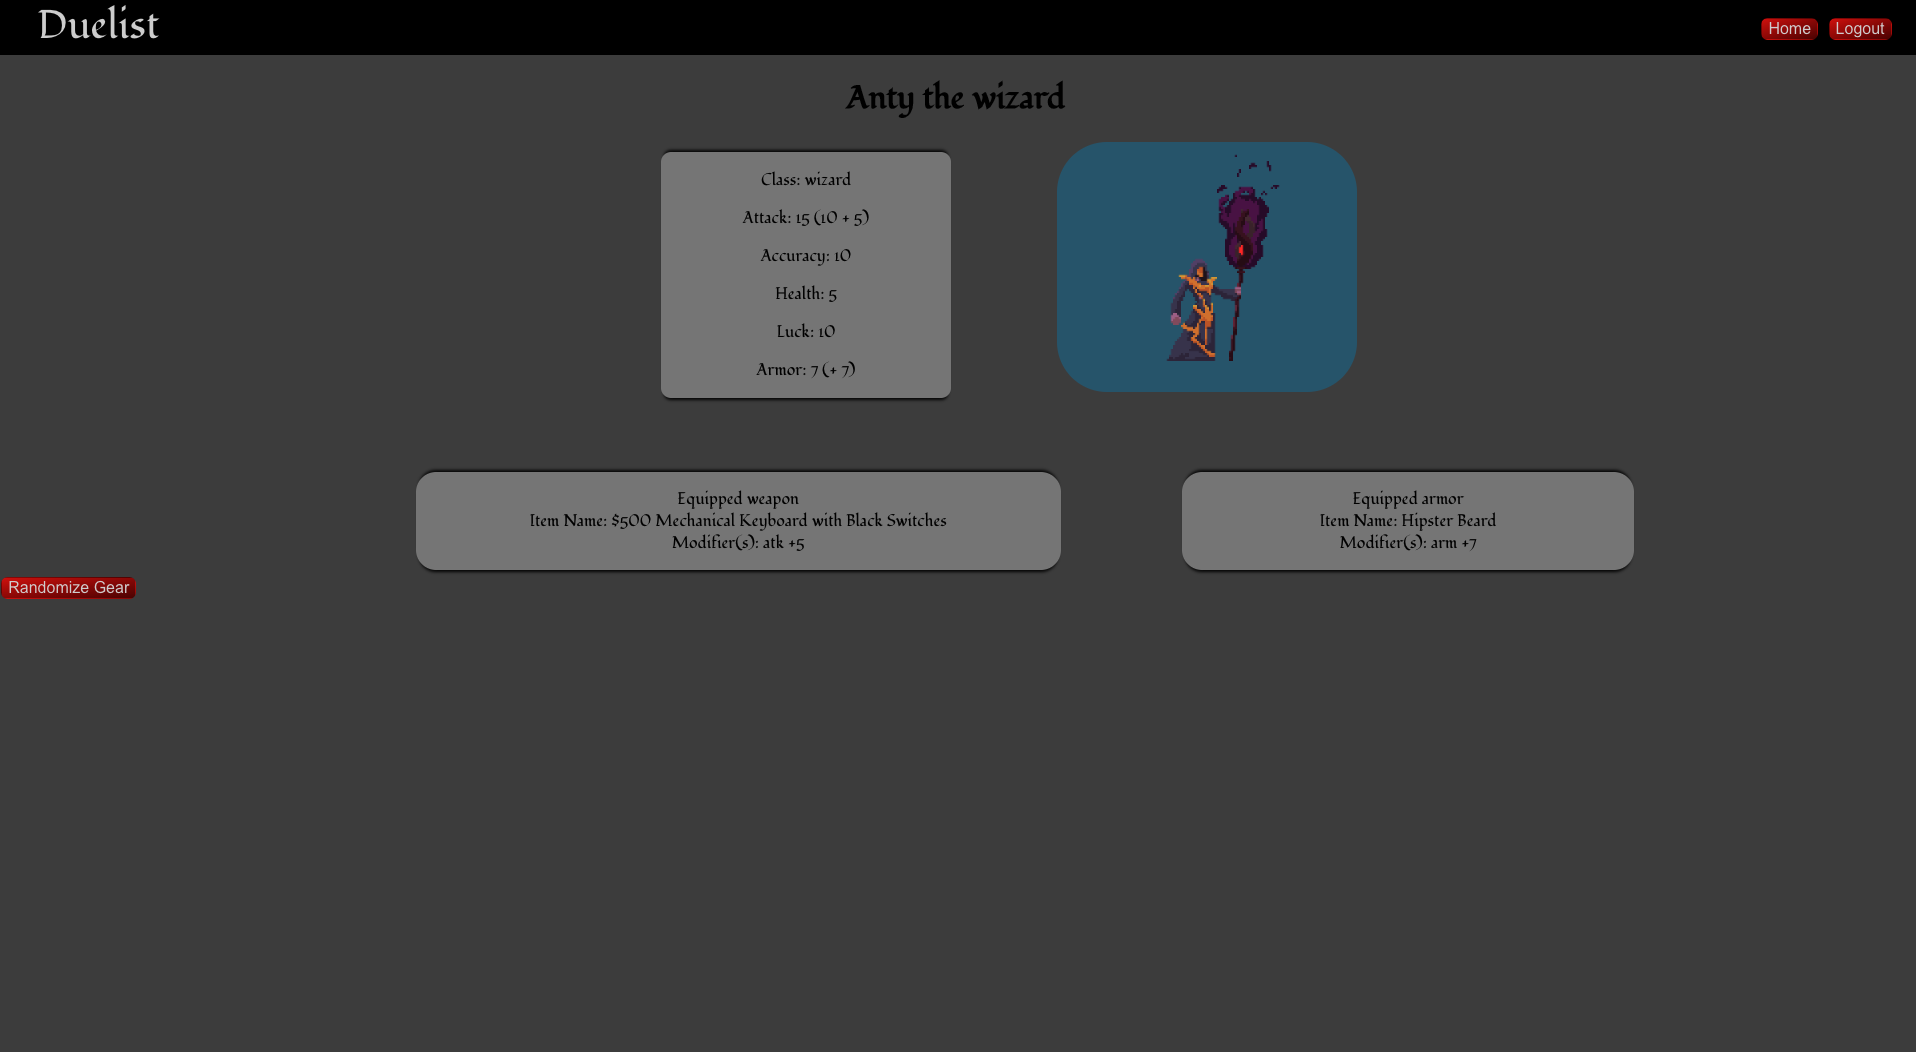 Duelist
Home
Logout
Anty the wizard
Class: wizard
Attack: 15 (10 + 5)
Accuracy: 10
Health: 5
Luck: 10
Armor: 7 (+ 7)
Equipped weapon
Item Name: $500 Mechanical Keyboard with Black Switches
Modifier(s): atk +5
Equipped armor
Item Name: Hipster Beard
Modifier(s): arm +7
Randomize Gear